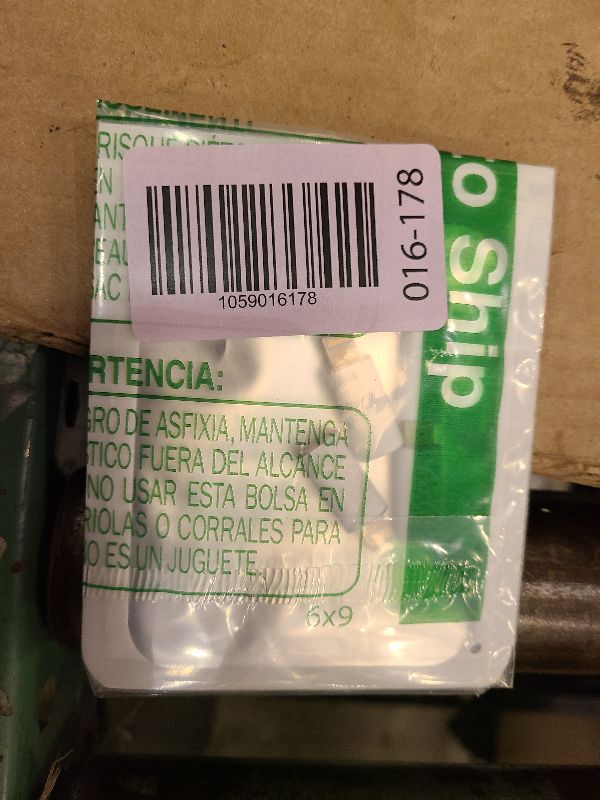 RISQUE D'ÉT
EN
ANT
EAU
SAC
1059016178
016-178
o Ship
RTENCIA:
GRO DE ASFIXIA, MANTENGA
TICO FUERA DEL ALCANCE
NO USAR ESTA BOLSA EN
RIOLAS O CORRALES PARA
O ES UN JUGUETE.
6x9